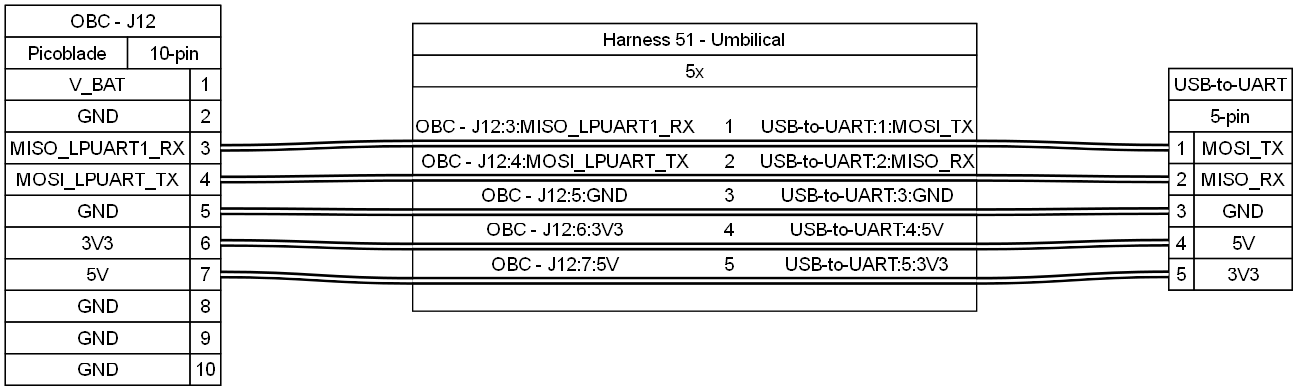 OBC - J12
Picoblade 10-pin
V_BAT 1
GND 2
MISO_LPUART1_RX 3
MOSI_LPUART_TX 4
GND 5
3V3 6
5V 7
GND 8
GND 9
GND 10
Harness 51 - Umbilical
5x
OBC - J12:3:MISO_LPUART1_RX 1 USB-to-UART:1:MOSI_TX
OBC - J12:4:MOSI_LPUART_TX 2 USB-to-UART:2:MISO_RX
OBC - J12:5:GND 3 USB-to-UART:3:GND
OBC - J12:6:3V3 4 USB-to-UART:4:5V
OBC - J12:7:5V 5 USB-to-UART:5:3V3
USB-to-UART
5-pin
1 MOSI_TX
2 MISO_RX
3 GND
4 5V
5 3V3